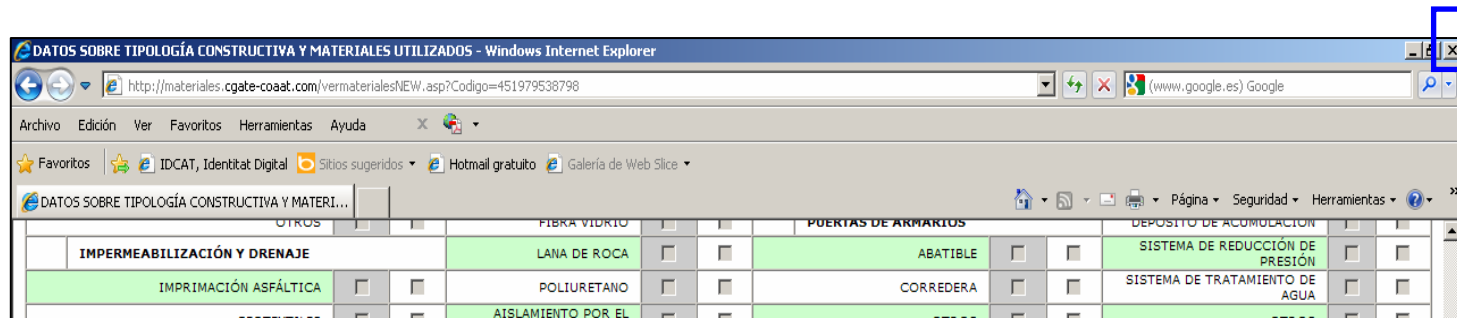 DATOS SOBRE TIPOLOGÍA CONSTRUCTIVA Y MATERIALES UTILIZADOS - Windows Internet Explorer
http://materiales.cgate-coaat.com/vermaterialesNEW.asp?Codigo=451979538798 (www.google.es) Google
Archivo Edición Ver Favoritos Herramientas Ayuda X
Favoritos IDCAT, Identitat Digital Sitios sugeridos Hotmail gratuito Galería de Web Slice
DATOS SOBRE TIPOLOGÍA CONSTRUCTIVA Y MATERI... Página Seguridad Herramientas »
OTROS FIBRA VIDRIO PUERTAS DE ARMARIOS DEPÓSITO DE ACUMULACIÓN
IMPERMEABILIZACIÓN Y DRENAJE LANA DE ROCA ABATIBLE SISTEMA DE REDUCCIÓN DE
PRESIÓN
IMPRIMACIÓN ASFÁLTICA POLIURETANO CORREDERA SISTEMA DE TRATAMIENTO DE
AGUA
AISLAMIENTO POR EL OTROS OTROS